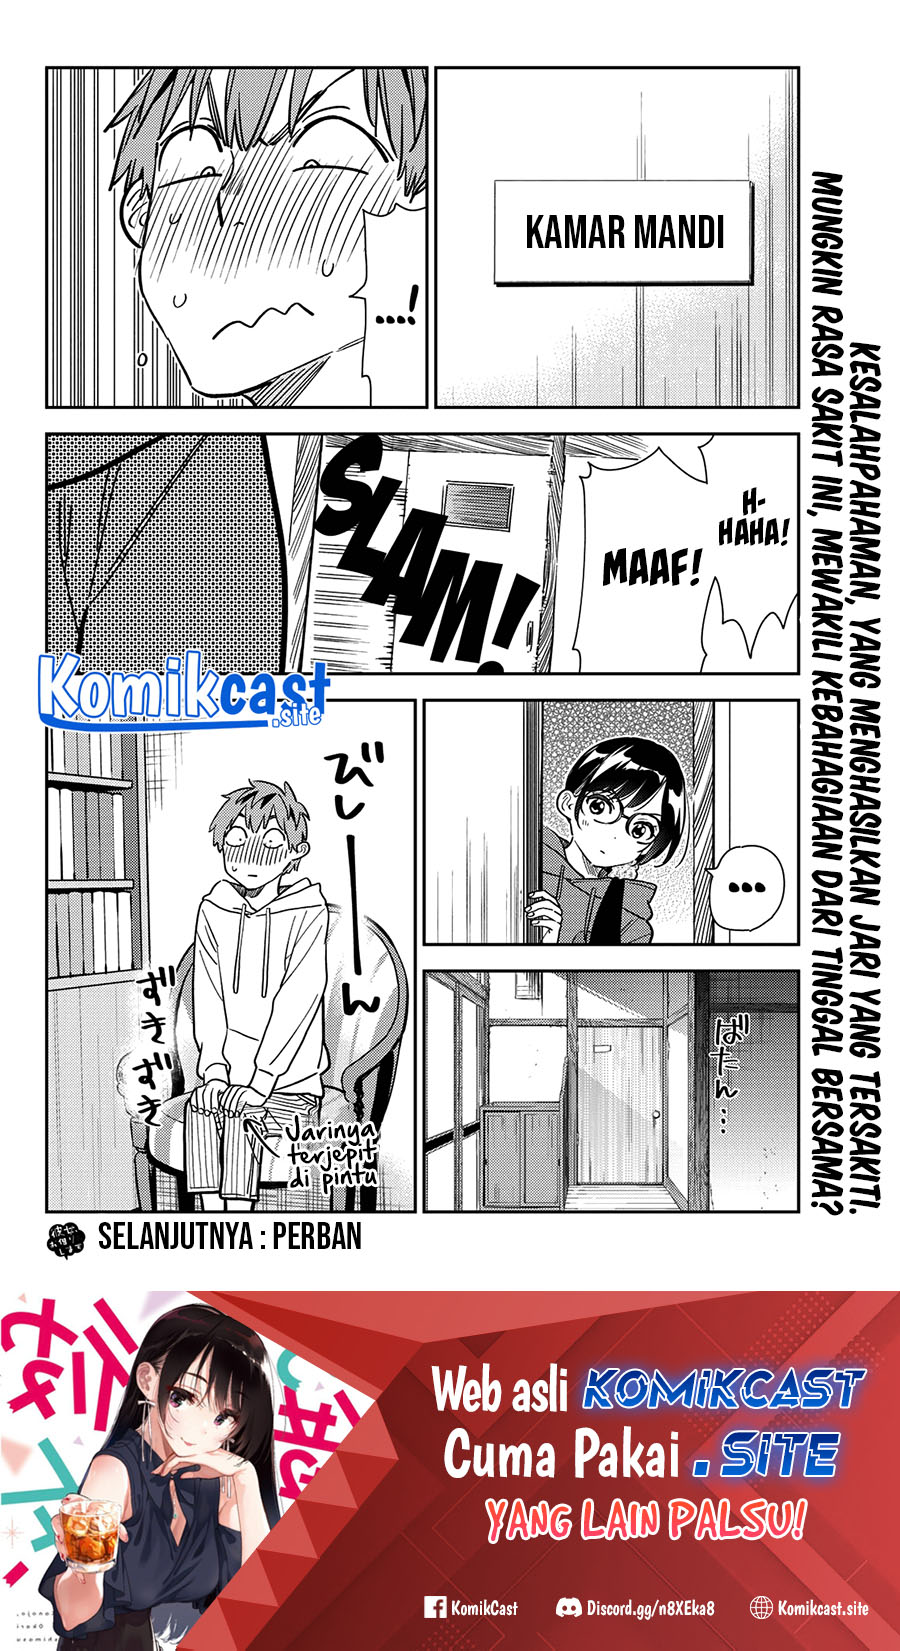 KAMAR MANDI
....!
H-
HAHA!
MAAF!
SLAM!
Komikcast
.site
...
びしーーん
ずきずき
ばたん...
Jarinya
terjepit
di pintu
KESALAHPAHAMAN, YANG MENGHASILKAN JARI YANG TERSAKITI.
MUNGKIN RASA SAKIT INI, MEWAKILI KEBAHAGIAAN DARI TINGGAL BERSAMA?
SELANJUTNYA : PERBAN
Web asli KOMIKCAST
Cuma Pakai .SITE
YANG LAIN PALSU!
KomikCast
Discord.gg/n8XEka8
Komikcast.site